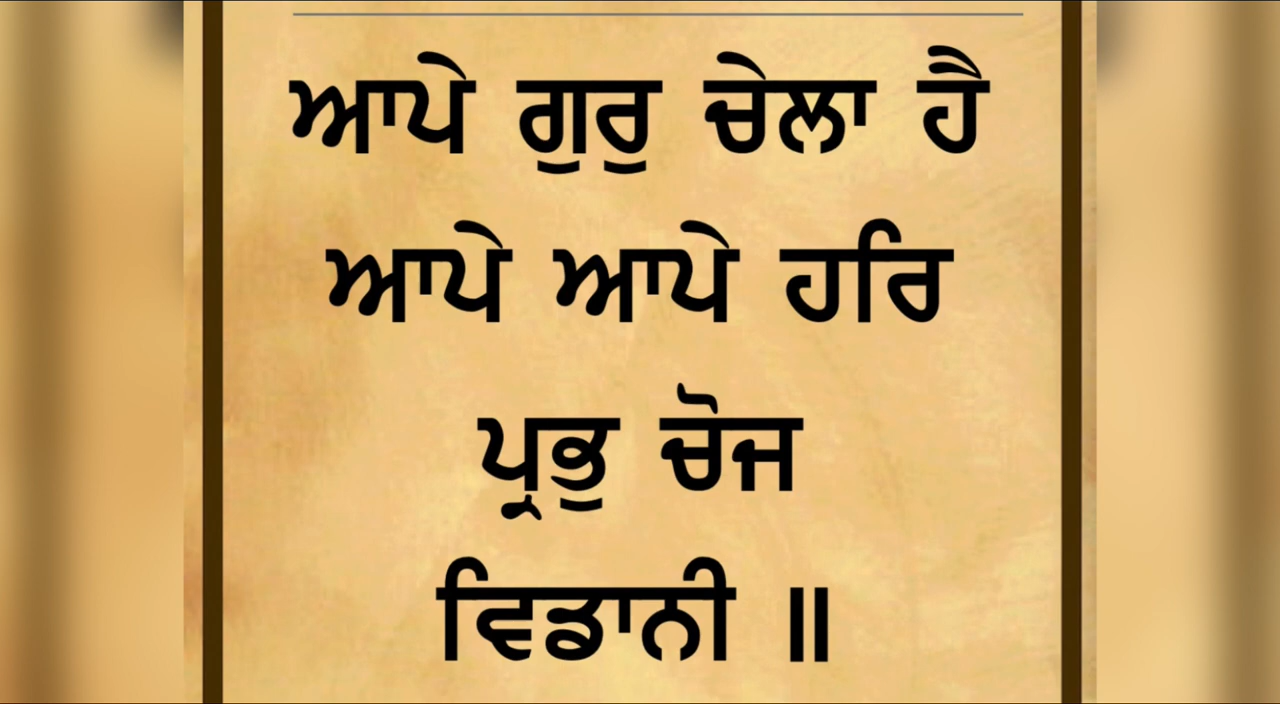 ਆਪੇ ਗੁਰੁ ਚੇਲਾ ਹੈ
ਆਪੇ ਆਪੇ ਹਰਿ
ਪ੍ਰਭੁ ਚੋਜ
ਵਿਡਾਨੀ ॥